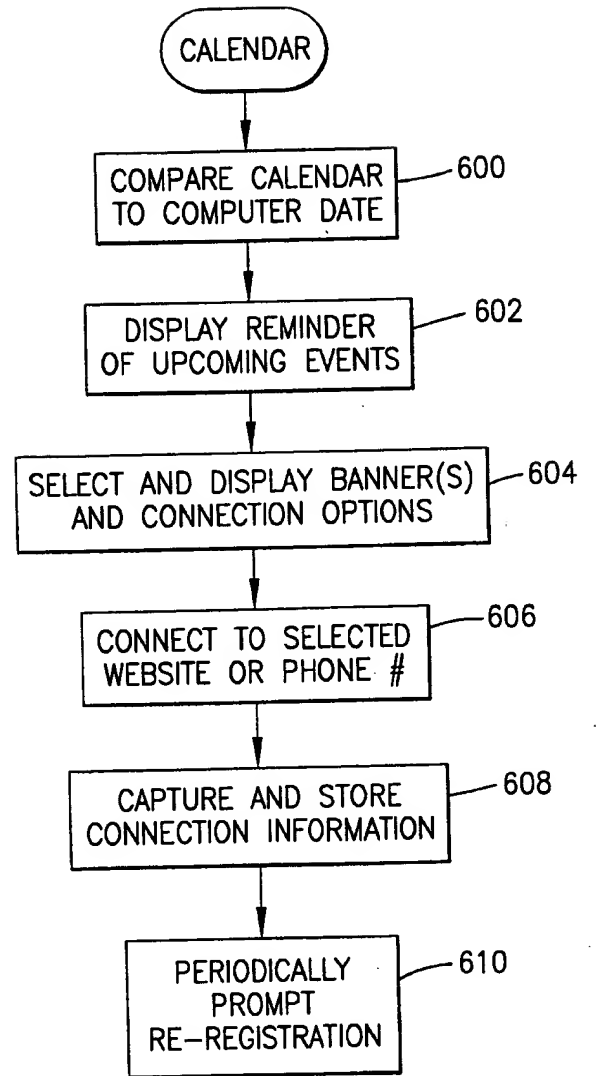 CALENDAR
COMPARE CALENDAR
TO COMPUTER DATE
600
DISPLAY REMINDER
OF UPCOMING EVENTS
602
SELECT AND DISPLAY BANNER(S)
AND CONNECTION OPTIONS
604
CONNECT TO SELECTED
WEBSITE OR PHONE #
606
CAPTURE AND STORE
CONNECTION INFORMATION
608
PERIODICALLY
PROMPT
RE-REGISTRATION
610